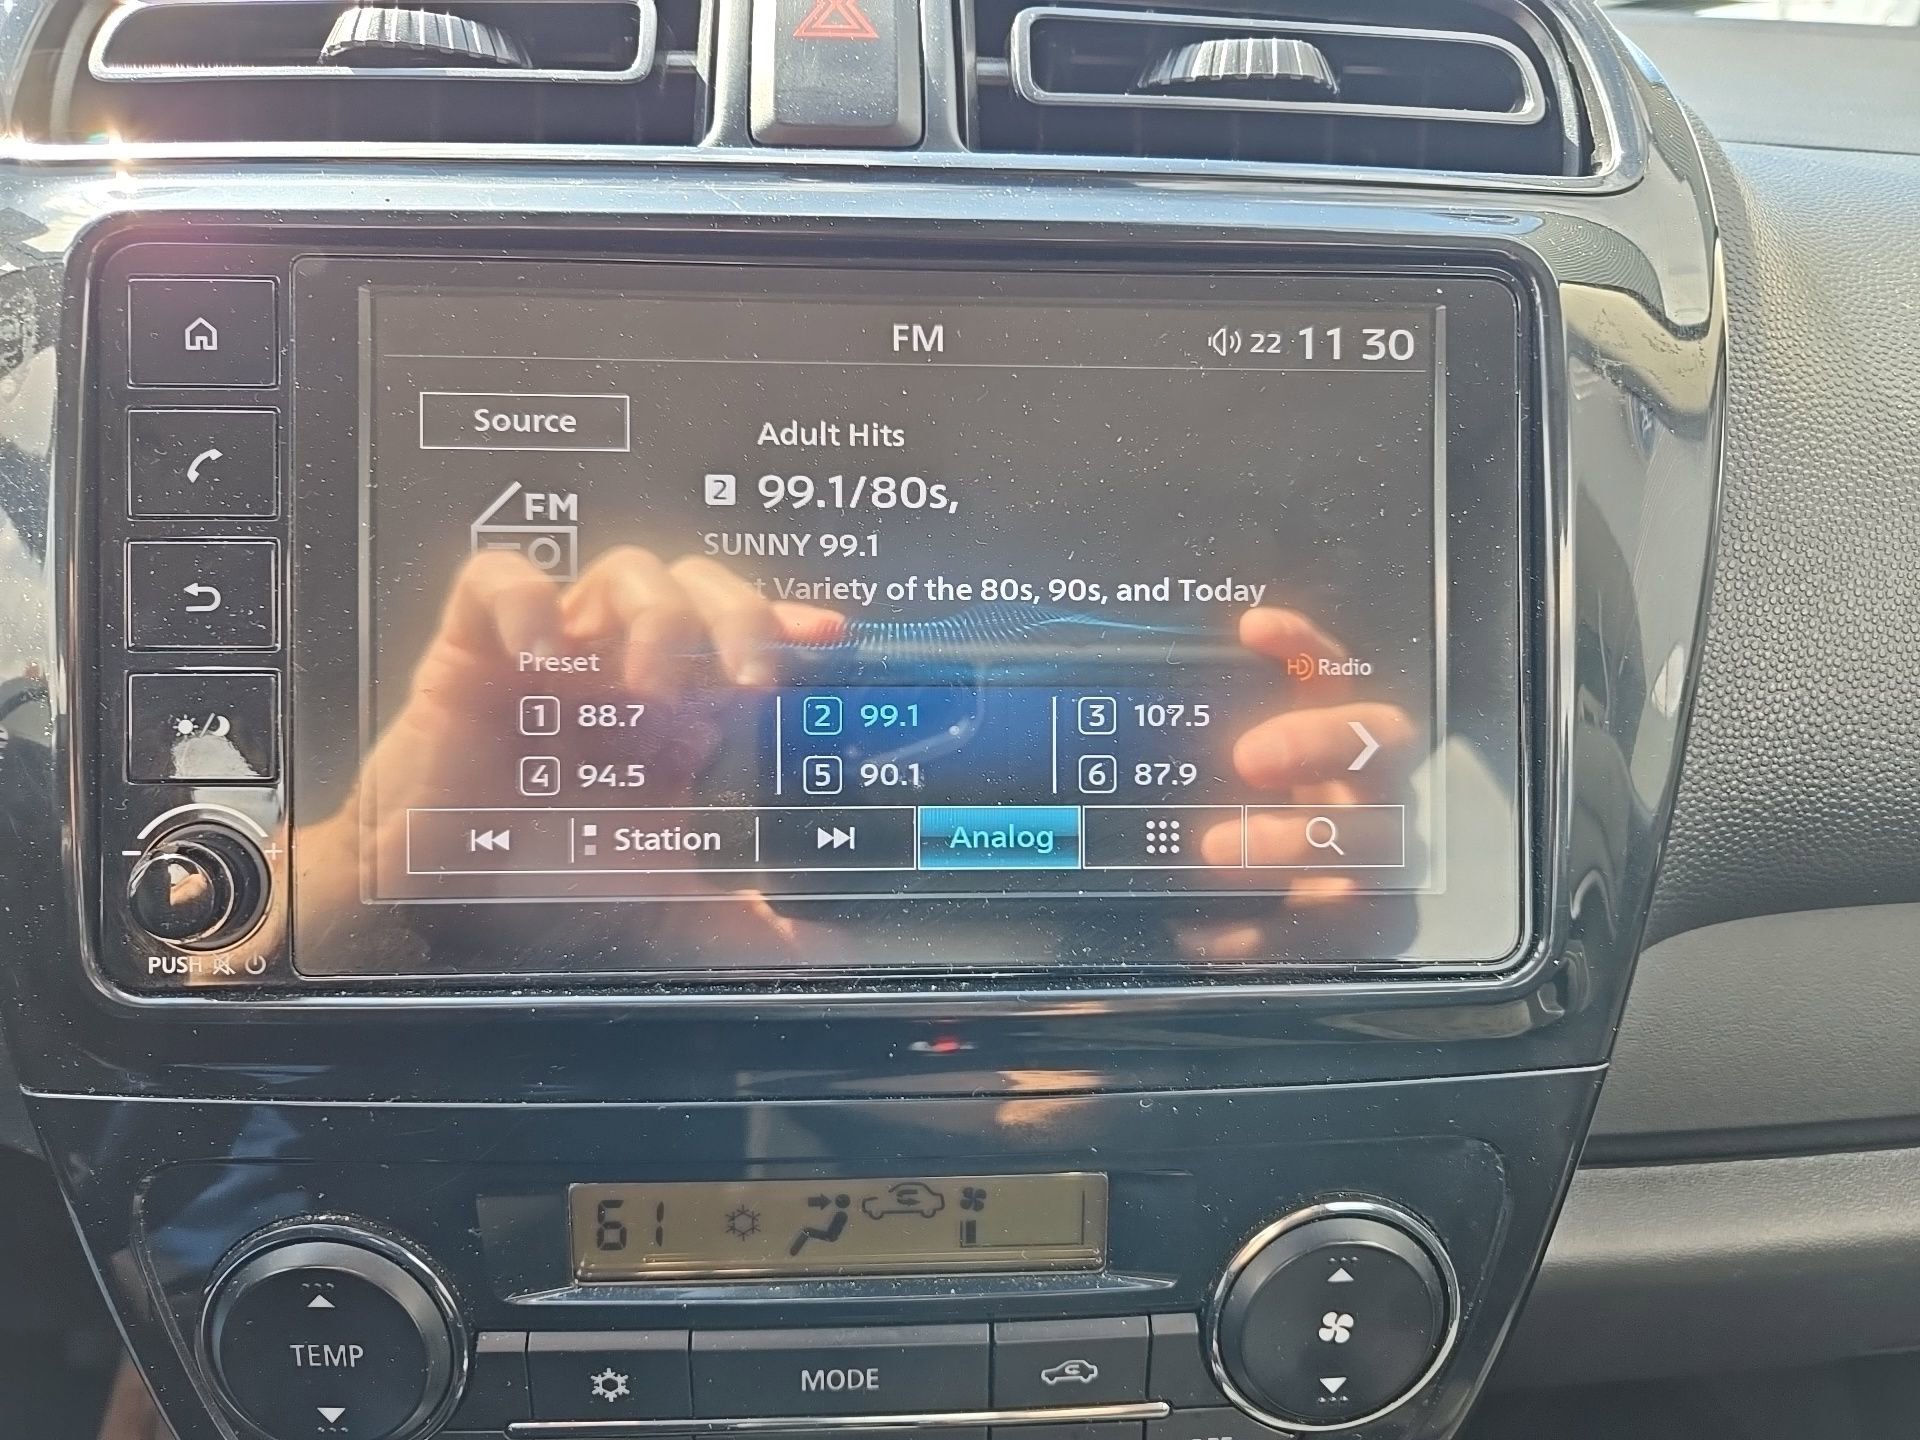 FM
22 11 30
Source
Adult Hits
FM
2 99.1/80s,
SUNNY 99.1
Variety of the 80s, 90s, and Today
Preset
HD Radio
1 88.7
2 99.1
3 107.5
4 94.5
5 90.1
6 87.9
Station
Analog
PUSH
61
TEMP
MODE